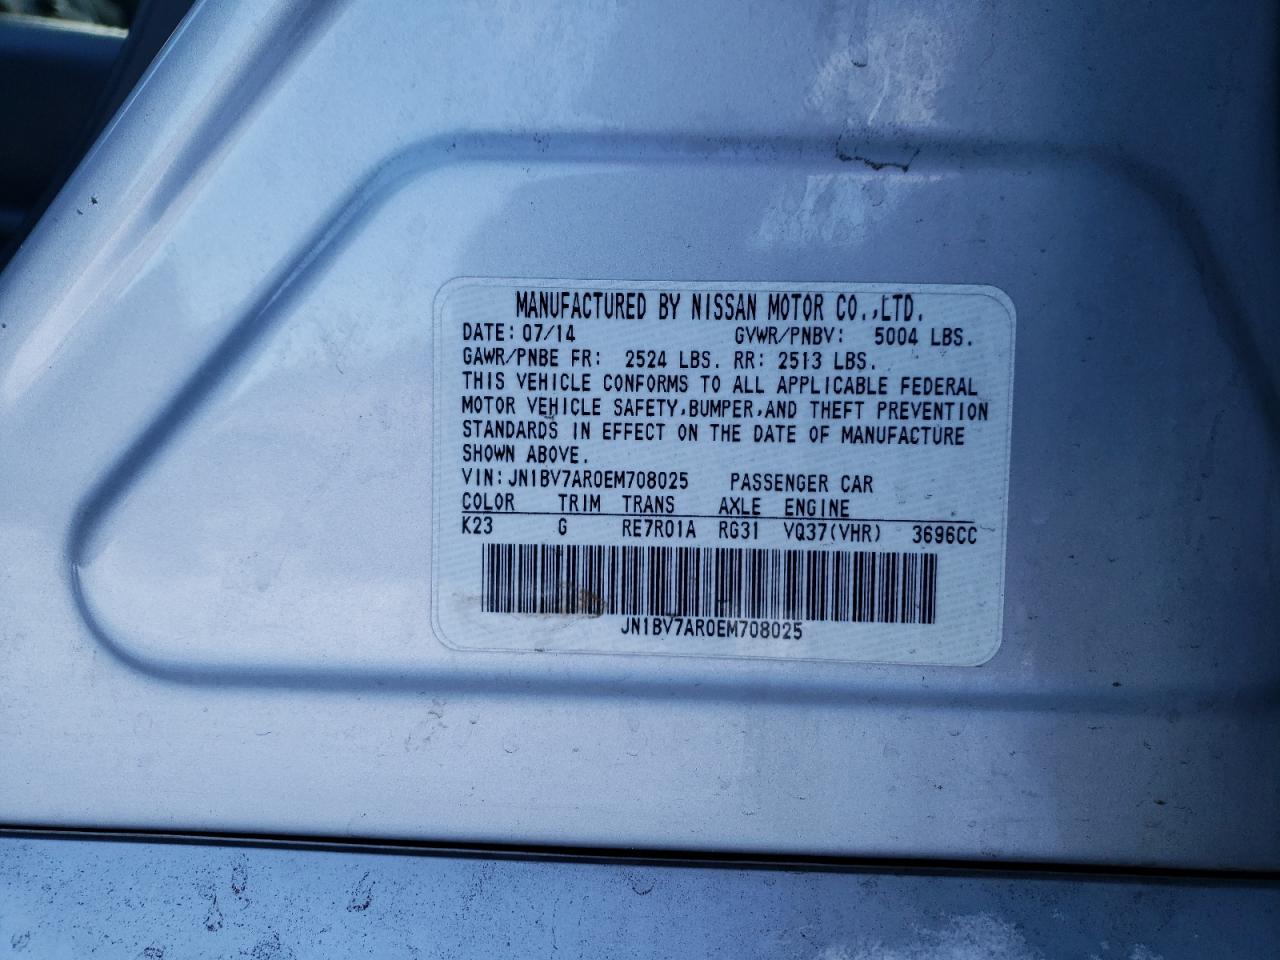 MANUFACTURED BY NISSAN MOTOR CO.,LTD.
DATE: 07/14 GVWR/PNBV: 5004 LBS.
GAWR/PNBE FR: 2524 LBS. RR: 2513 LBS.
THIS VEHICLE CONFORMS TO ALL APPLICABLE FEDERAL
MOTOR VEHICLE SAFETY,BUMPER,AND THEFT PREVENTION
STANDARDS IN EFFECT ON THE DATE OF MANUFACTURE
SHOWN ABOVE.
VIN: JN1BV7AR0EM708025 PASSENGER CAR
COLOR TRIM TRANS AXLE ENGINE
K23 G RE7R01A RG31 VQ37(VHR) 3696CC
JN1BV7AR0EM708025